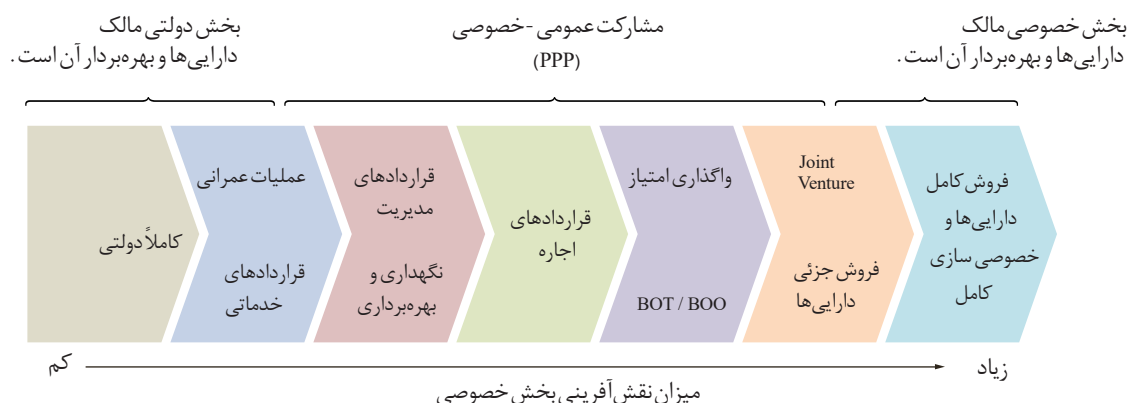 بخش خصوصی مالک
دارایی‌ها و بهره‌بردار آن است.
مشارکت عمومی - خصوصی
(PPP)
بخش دولتی مالک
دارایی‌ها و بهره‌بردار آن است.
کاملاً دولتی
عملیات عمرانی
قراردادهای
خدماتی
قراردادهای
مدیریت
نگهداری و
بهره‌برداری
قراردادهای
اجاره
واگذاری امتیاز
BOT / BOO
Joint
Venture
فروش جزئی
دارایی‌ها
فروش کامل
دارایی‌ها و
خصوصی سازی
کامل
کم
زیاد
میزان نقش‌آفرینی بخش خصوصی